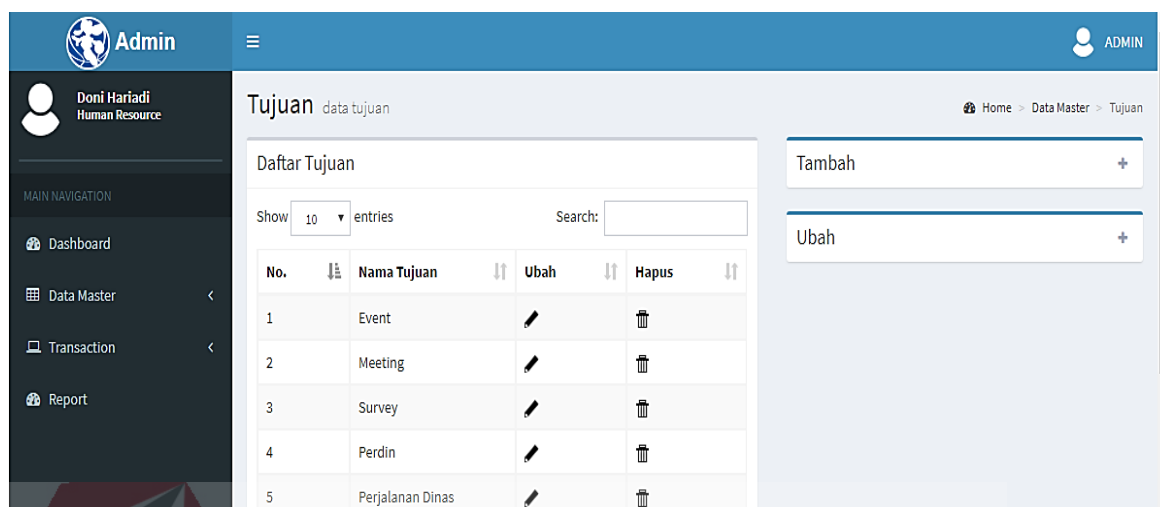 Admin
ADMIN
Doni Hariadi
Human Resource
MAIN NAVIGATION
Dashboard
Data Master
Transaction
Report
Tujuan data tujuan
Home > Data Master > Tujuan
Daftar Tujuan
Show 10 entries Search:
No. Nama Tujuan Ubah Hapus
1 Event
2 Meeting
3 Survey
4 Perdin
5 Perjalanan Dinas
Tambah
Ubah